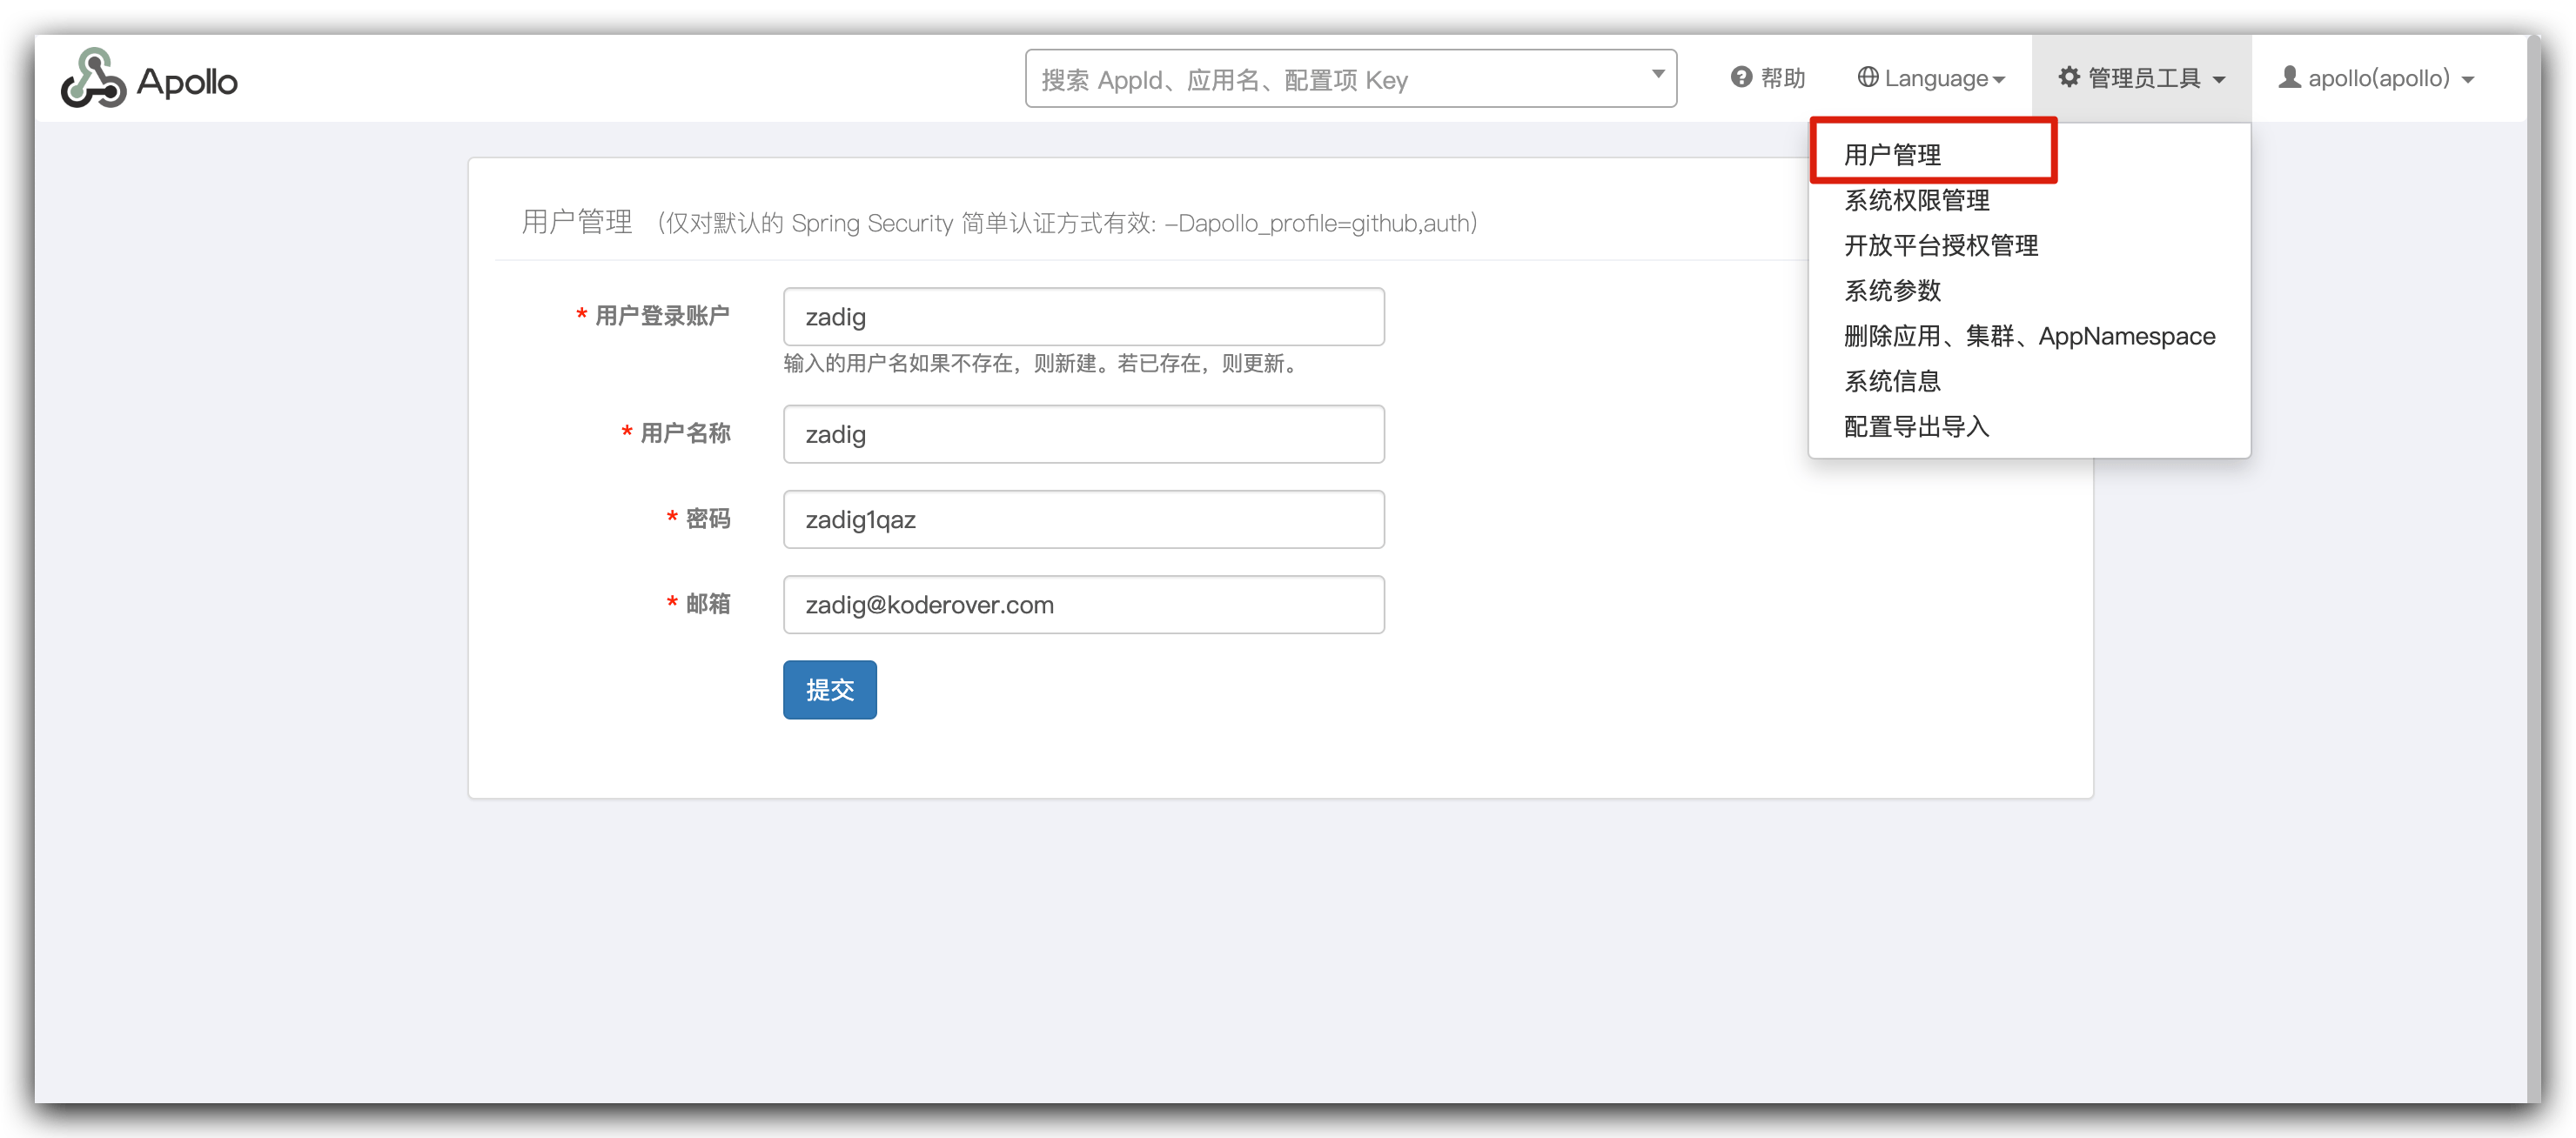 Apollo
搜索 AppId、应用名、配置项 Key
帮助
Language
管理员工具
apollo(apollo)
用户管理
系统权限管理
开放平台授权管理
系统参数
删除应用、集群、AppNamespace
系统信息
配置导出导入
用户管理 (仅对默认的 Spring Security 简单认证方式有效: -Dapollo_profile=github,auth)
* 用户登录账户
zadig
输入的用户名如果不存在，则新建。若已存在，则更新。
* 用户名称
zadig
* 密码
zadig1qaz
* 邮箱
zadig@koderover.com
提交